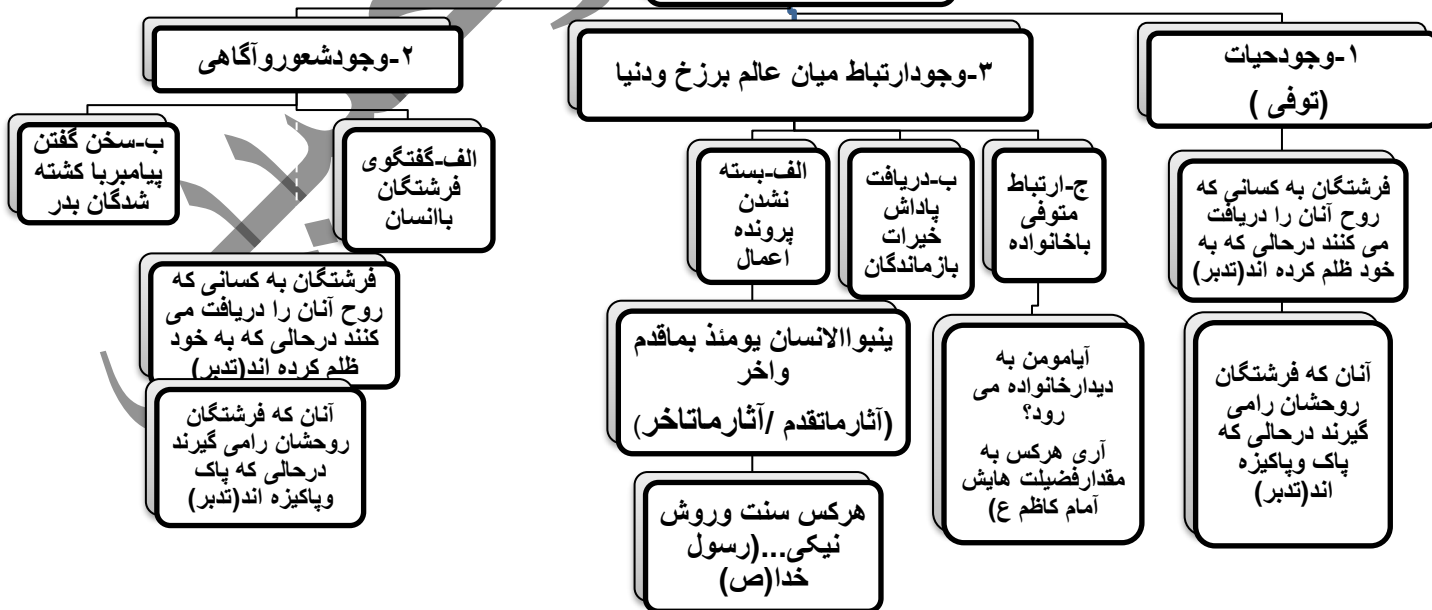 ۱-وجودحیات
(توفی )
فرشتگان به کسانی که
روح آنان را دریافت
می کنند درحالی که به
خود ظلم کرده اند(تدبر)
آنان که فرشتگان
روحشان رامی
گیرند درحالی که
پاک وپاکیزه
اند(تدبر)
۲-وجودشعوروآگاهی
الف-گفتگوی
فرشتگان
باانسان
ب-سخن گفتن
پیامبربا کشته
شدگان بدر
فرشتگان به کسانی که
روح آنان را دریافت می
کنند درحالی که به خود
ظلم کرده اند(تدبر)
آنان که فرشتگان
روحشان رامی گیرند
درحالی که پاک
وپاکیزه اند(تدبر)
۳-وجودارتباط میان عالم برزخ ودنیا
الف-بسته
نشدن
پرونده
اعمال
ینبواالانسان یومئذ بماقدم
واخر
(آثارماتقدم /آثارماتاخر)
هرکس سنت وروش
نیکی...(رسول
خدا(ص)
ب-دریافت
پاداش
خیرات
بازماندگان
ج-ارتباط
متوفی
باخانواده
آیامومن به
دیدارخانواده می
رود؟
آری هرکس به
مقدارفضیلت هایش
آمام کاظم ع)